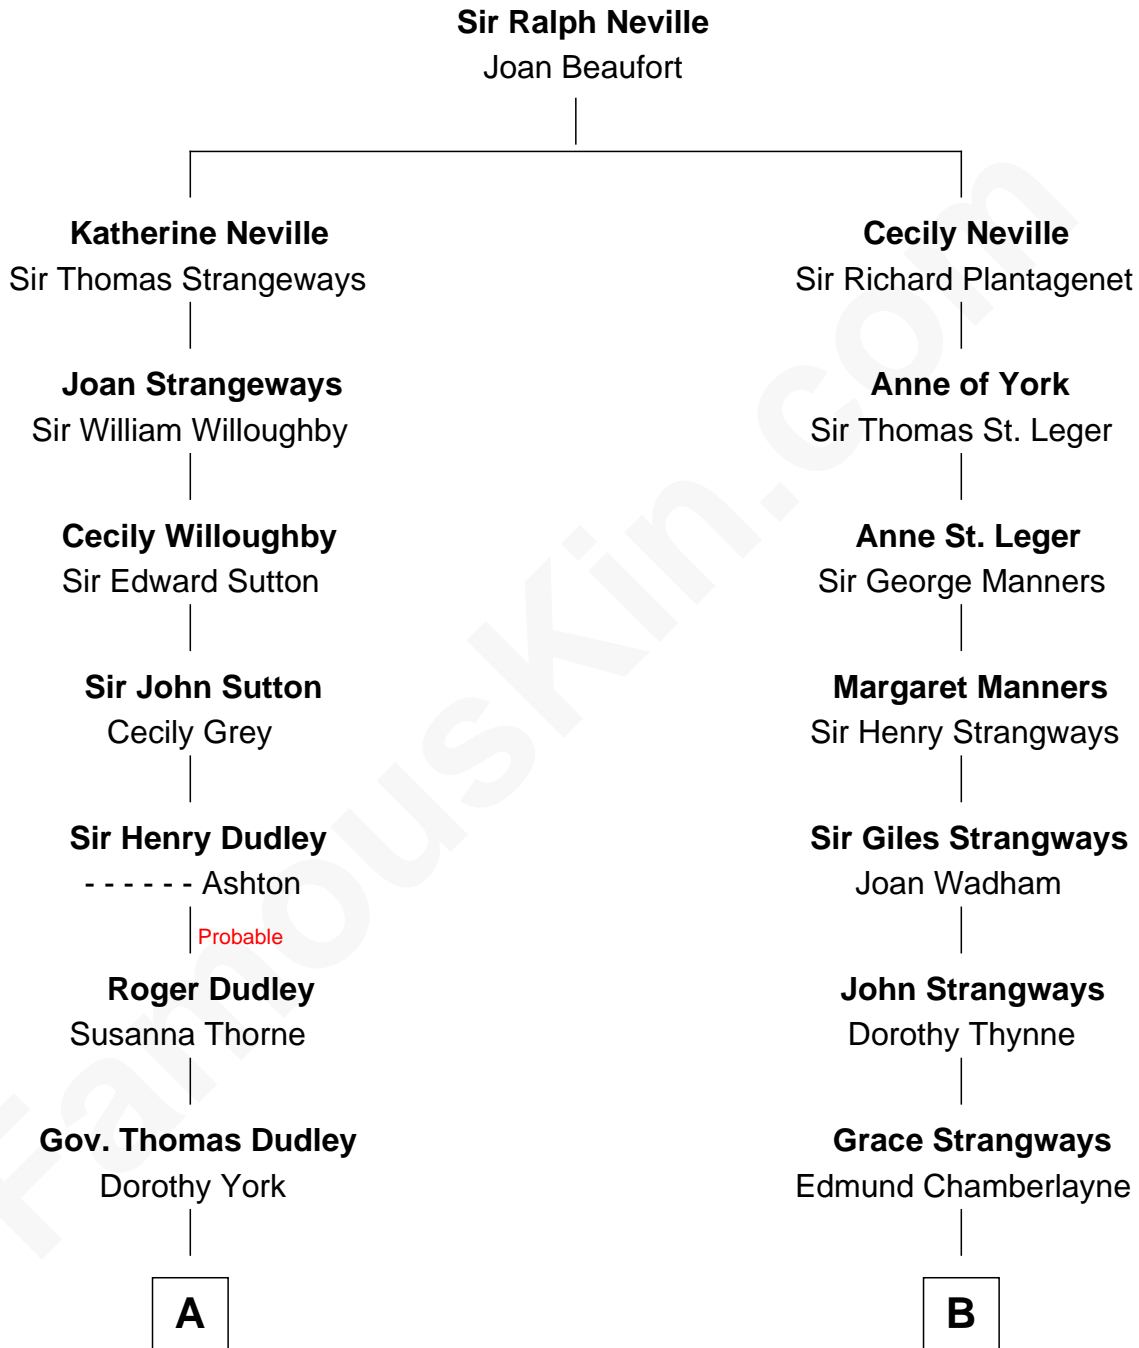 Sir Ralph Neville
Joan Beaufort
Katherine Neville
Sir Thomas Strangeways
Cecily Neville
Sir Richard Plantagenet
Joan Strangeways
Sir William Willoughby
Anne of York
Sir Thomas St. Leger
Cecily Willoughby
Sir Edward Sutton
Anne St. Leger
Sir George Manners
Sir John Sutton
Cecily Grey
Margaret Manners
Sir Henry Strangways
Sir Henry Dudley
- - - - - - Ashton
Probable
Sir Giles Strangways
Joan Wadham
Roger Dudley
Susanna Thorne
John Strangways
Dorothy Thynne
Gov. Thomas Dudley
Dorothy York
Grace Strangways
Edmund Chamberlayne
A
B
FamousKin.com